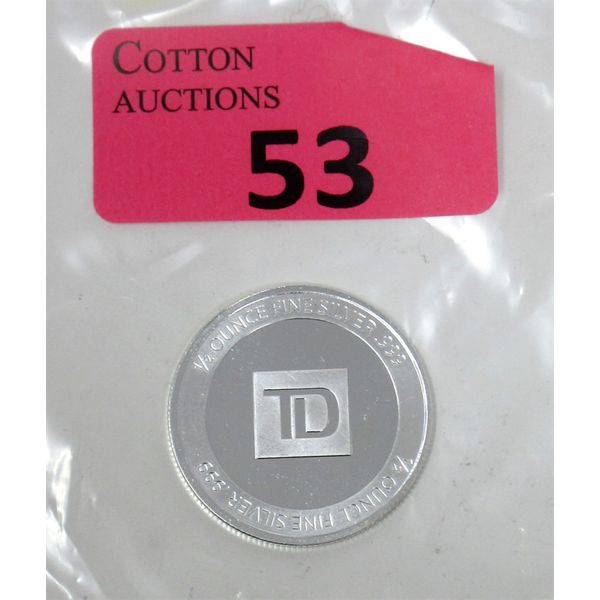 COTTON
AUCTIONS
53
½ OUNCE FINE SILVER .999
TD
½ OUNCE FINE SILVER .999